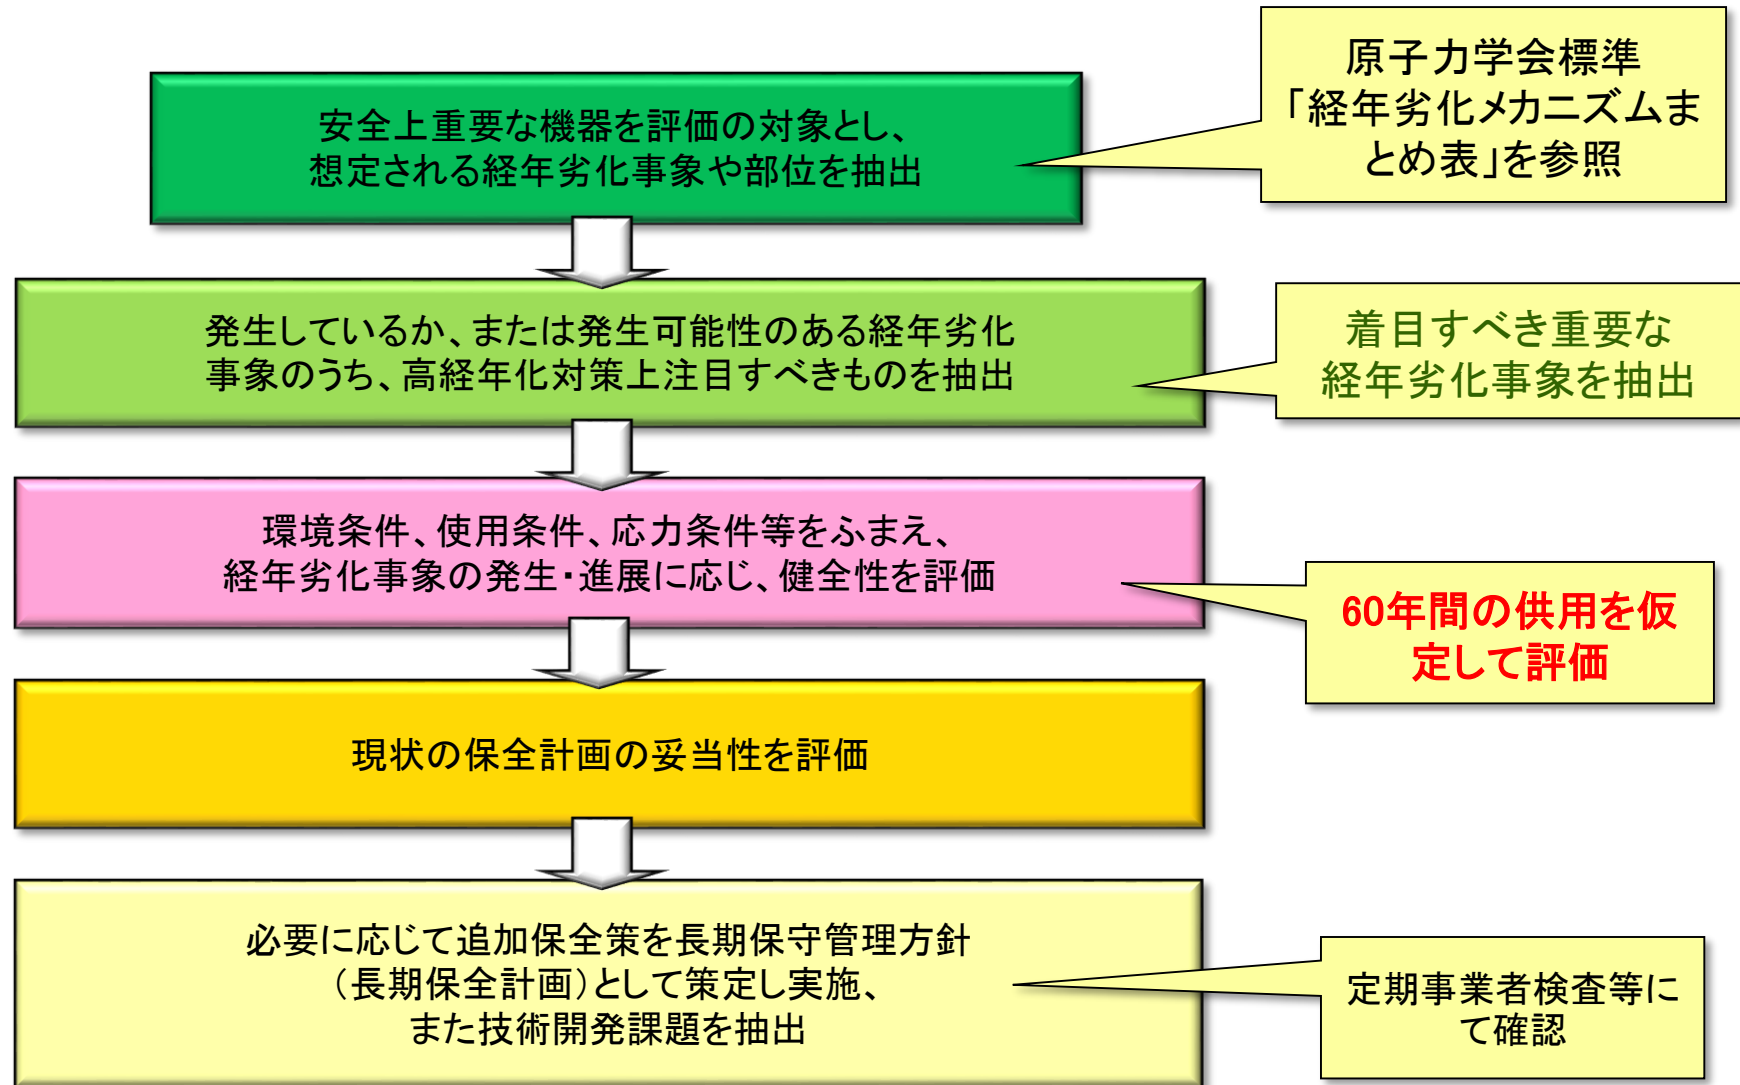 原子力学会標準
「経年劣化メカニズムま
とめ表」を参照
安全上重要な機器を評価の対象とし、
想定される経年劣化事象や部位を抽出
発生しているか、または発生可能性のある経年劣化
事象のうち、高経年化対策上注目すべきものを抽出
着目すべき重要な
経年劣化事象を抽出
環境条件、使用条件、応力条件等をふまえ、
経年劣化事象の発生・進展に応じ、健全性を評価
60年間の供用を仮
定して評価
現状の保全計画の妥当性を評価
必要に応じて追加保全策を長期保守管理方針
（長期保全計画）として策定し実施、
また技術開発課題を抽出
定期事業者検査等に
て確認